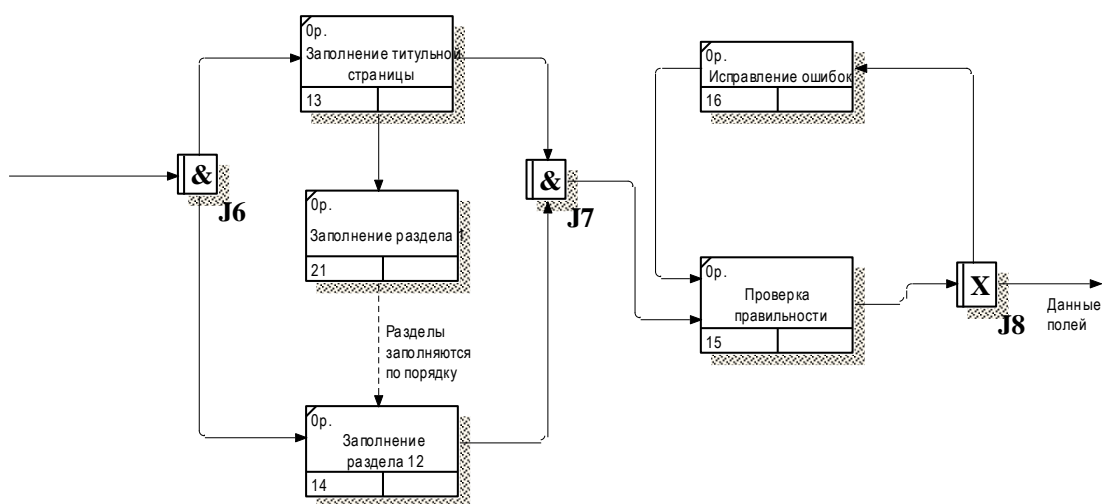 0р.
Заполнение титульной
страницы
13
&
J6
0р.
Заполнение раздела 1
21
Разделы
заполняются
по порядку
0р.
Заполнение
раздела 12
14
&
J7
0р.
Исправление ошибок
16
0р.
Проверка
правильности
15
X
J8
Данные
полей